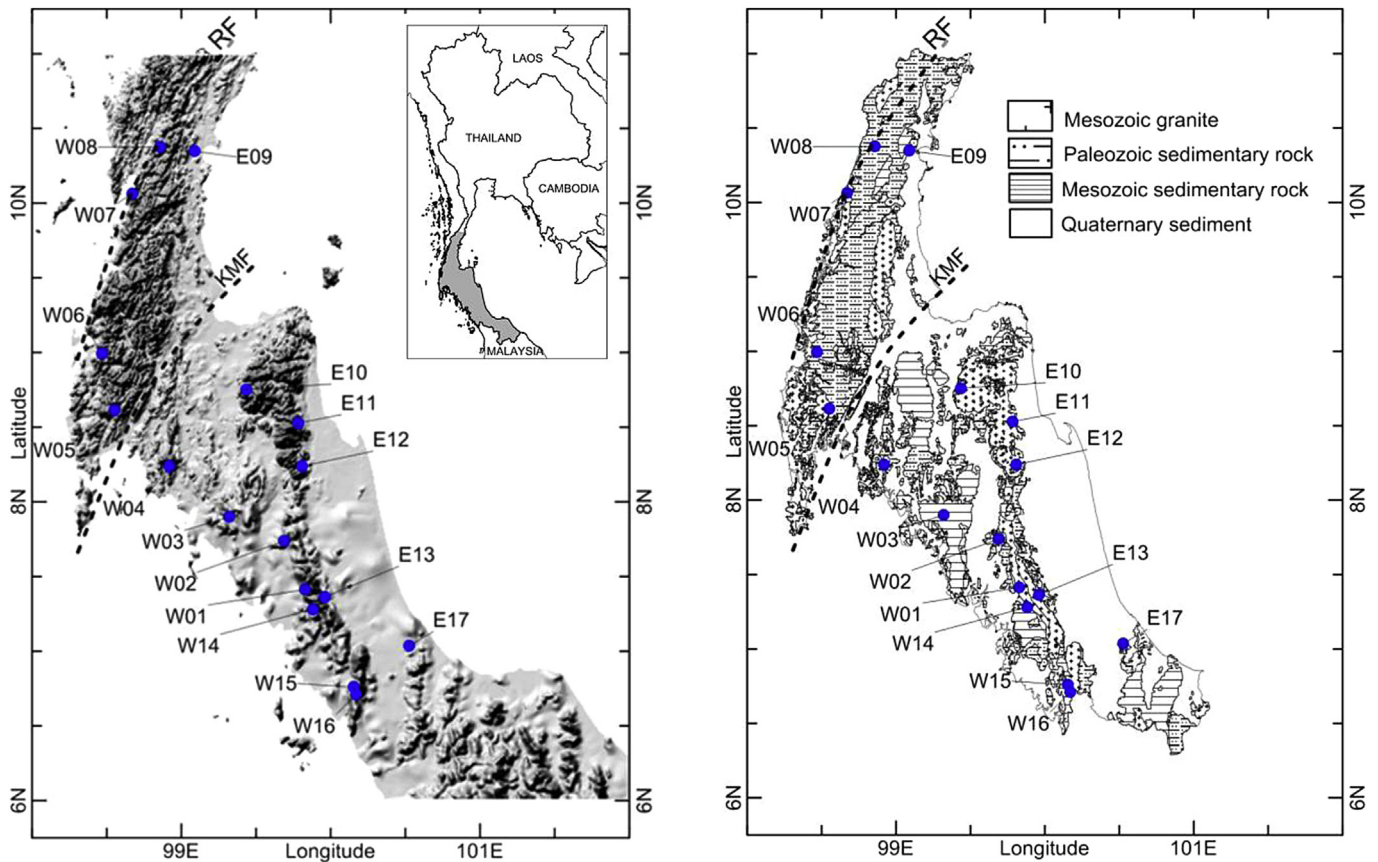 RF
LAOS
THAILAND
CAMBODIA
MALAYSIA
W08
E09
W07
10N
KMF
W06
E10
E11
E12
Latitude
W05
8N
W04
W03
W02
E13
W01
W14
E17
W15
W16
6N
99E
Longitude
101E
RF
Mesozoic granite
Paleozoic sedimentary rock
Mesozoic sedimentary rock
Quaternary sediment
W08
E09
10N
W07
10N
KMF
W06
E10
E11
E12
Latitude
W05
8N
W04
8N
W03
W02
E13
W01
W14
E17
W15
W16
6N
6N
99E
Longitude
101E